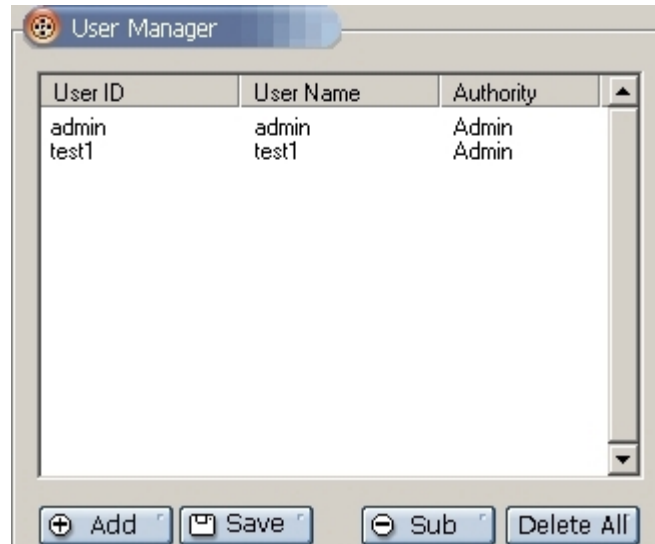 User Manager
User ID User Name Authority
admin admin Admin
test1 test1 Admin
Add Save Sub Delete All